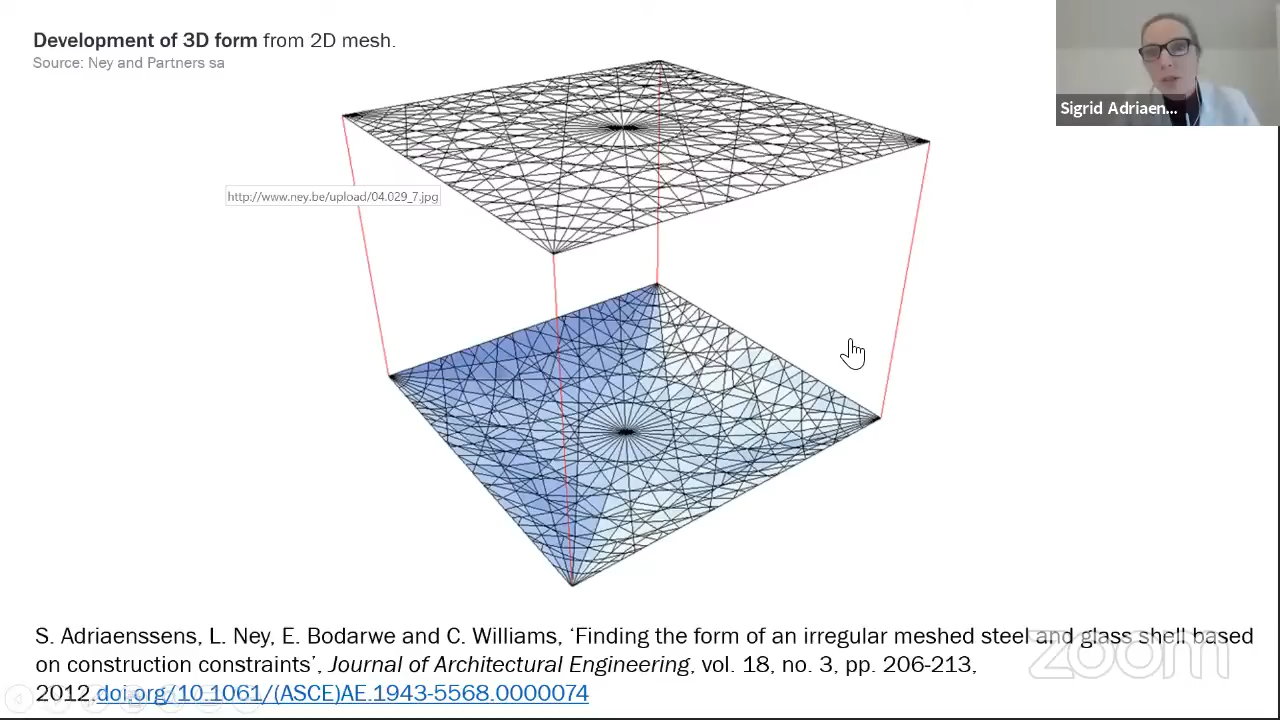 Development of 3D form from 2D mesh.
Source: Ney and Partners sa
Sigrid Adriaen...
http://www.ney.be/upload/04.029_7.jpg
S. Adriaenssens, L. Ney, E. Bodarwe and C. Williams, ‘Finding the form of an irregular meshed steel and glass shell based
on construction constraints’, Journal of Architectural Engineering, vol. 18, no. 3, pp. 206-213,
2012.doi.org/10.1061/(ASCE)AE.1943-5568.0000074
zoom